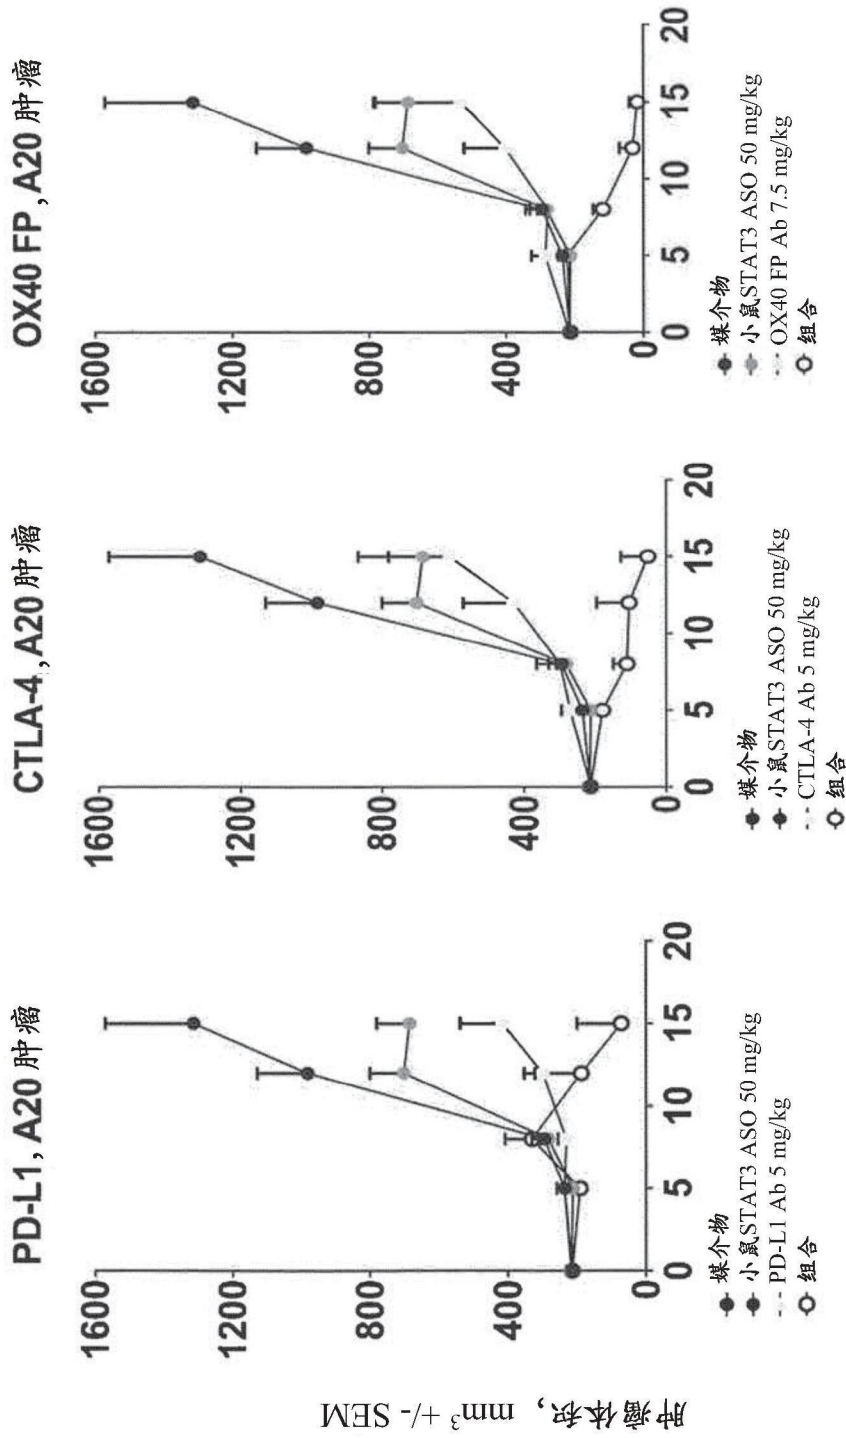 PD-L1, A20 肿瘤
肿瘤体积, mm³ +/- SEM
1600
1200
800
400
0
0 5 10 15 20
媒介物
小鼠STAT3 ASO 50 mg/kg
PD-L1 Ab 5 mg/kg
组合
CTLA-4, A20 肿瘤
1600
1200
800
400
0
0 5 10 15 20
媒介物
小鼠STAT3 ASO 50 mg/kg
CTLA-4 Ab 5 mg/kg
组合
OX40 FP, A20 肿瘤
1600
1200
800
400
0
0 5 10 15 20
媒介物
小鼠STAT3 ASO 50 mg/kg
OX40 FP Ab 7.5 mg/kg
组合